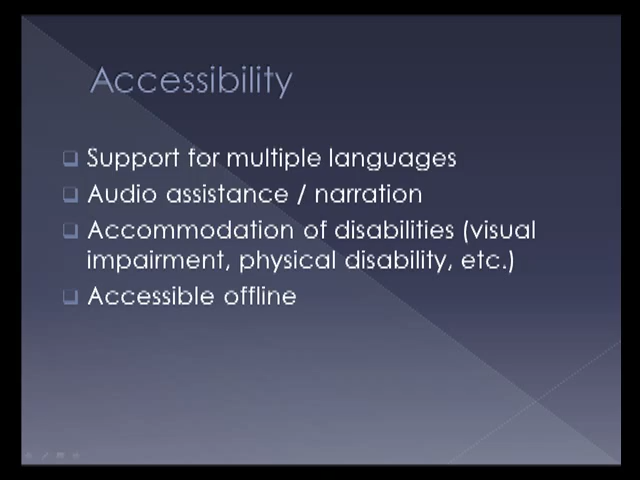 Accessibility
Support for multiple languages
Audio assistance / narration
Accommodation of disabilities (visual
impairment, physical disability, etc.)
Accessible offline